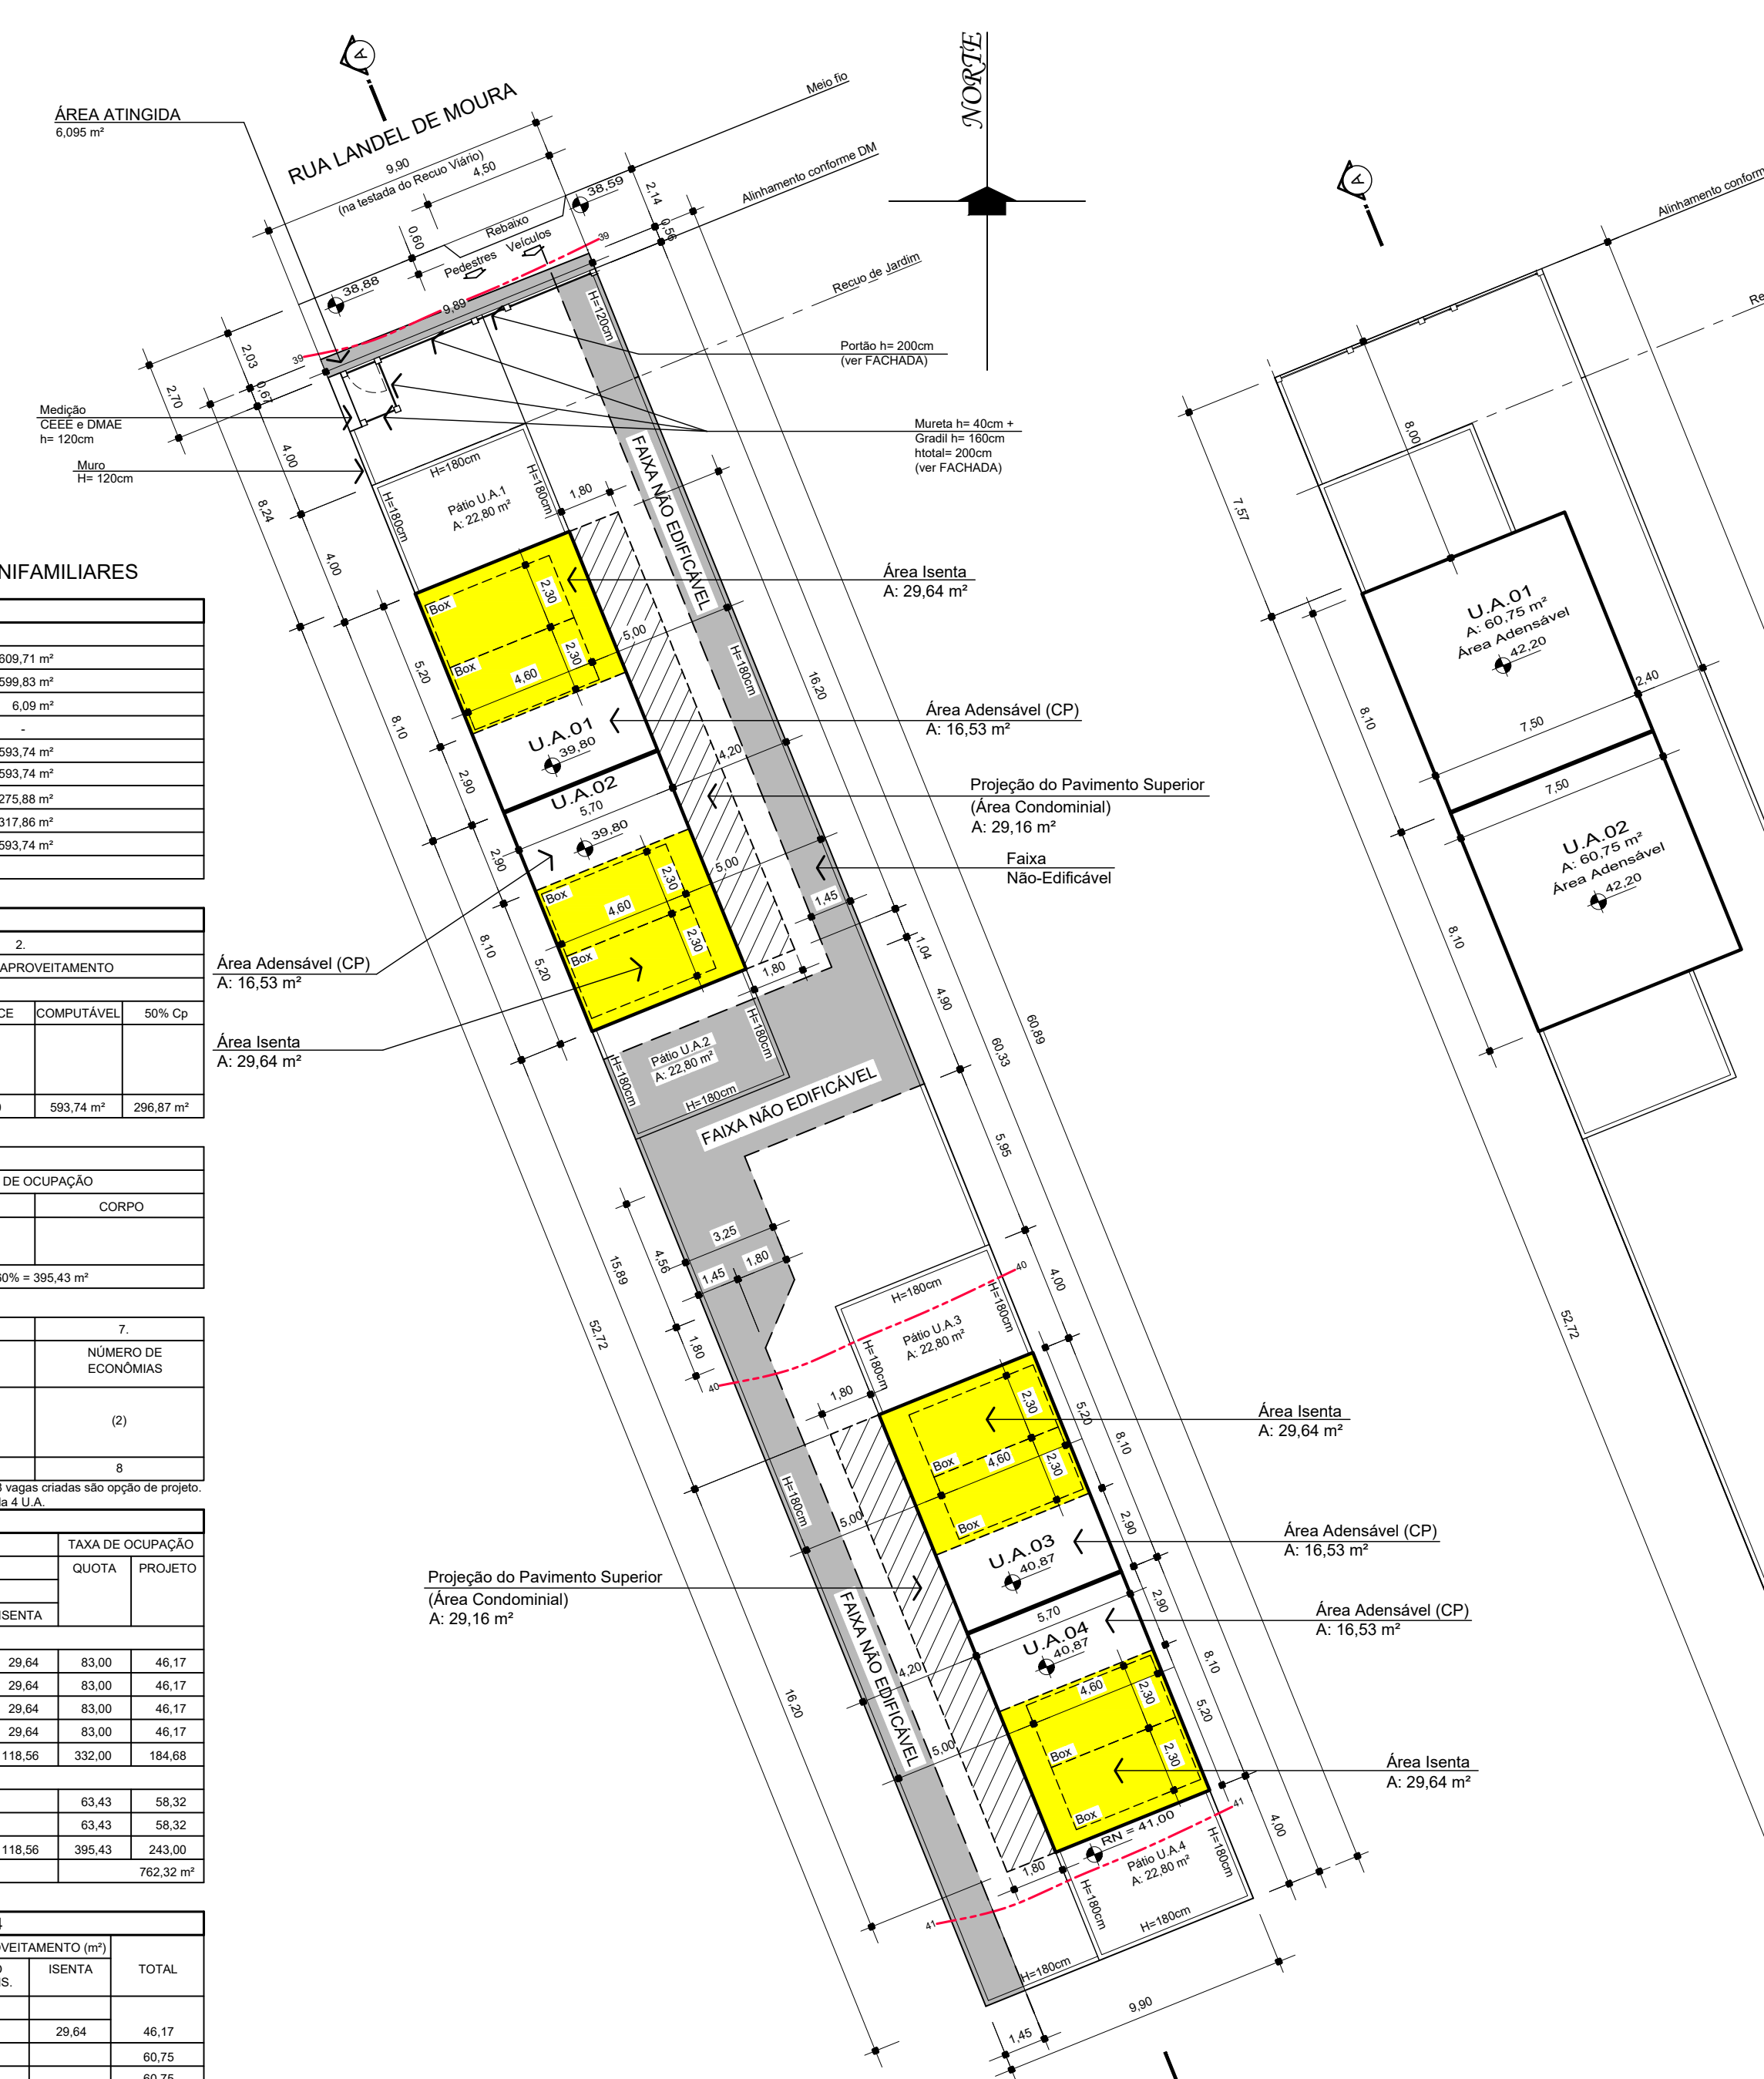 ÁREA ATINGIDA
6,095 m²
A
RUA LANDEL DE MOURA
9,90
(na testada do Recuo Viário)
4,50
Meio fio
NORTE
38,59
2,14
0,56
Alinhamento conforme DM
Rebaixo
0,60
Pedestres
Veículos
39
38,88
9,89
39
Recuo de Jardim
H=120cm
Portão h= 200cm
(ver FACHADA)
2,03
0,67
2,70
Medição
CEEE e DMAE
h= 120cm
Muro
H= 120cm
Mureta h= 40cm +
Gradil h= 160cm
htotal= 200cm
(ver FACHADA)
4,00
8,24
4,00
H=180cm
H=180cm
H=180cm
Pátio U.A.1
A: 22,80 m²
1,80
FAIXA NÃO EDIFICÁVEL
Área Isenta
A: 29,64 m²
Box
2,30
Box
2,30
4,60
5,00
H=180cm
16,20
5,20
8,10
2,90
U.A.01
39,80
Área Adensável (CP)
A: 16,53 m²
4,20
U.A.02
5,70
39,80
Projeção do Pavimento Superior
(Área Condominial)
A: 29,16 m²
Faixa
Não-Edificável
2,90
8,10
5,20
Box
4,60
2,30
5,00
Box
2,30
1,45
1,80
1,04
4,90
Área Adensável (CP)
A: 16,53 m²
Área Isenta
A: 29,64 m²
H=180cm
Pátio U.A.2
A: 22,80 m²
H=180cm
H=180cm
FAIXA NÃO EDIFICÁVEL
60,33
60,89
5,95
3,25
1,45
1,80
4,56
15,89
1,80
52,72
40
40
H=180cm
H=180cm
H=180cm
Pátio U.A.3
A: 22,80 m²
4,00
1,80
Área Isenta
A: 29,64 m²
Box
4,60
2,30
2,30
Box
5,20
8,10
2,90
5,00
H=180cm
U.A.03
40,87
Área Adensável (CP)
A: 16,53 m²
Projeção do Pavimento Superior
(Área Condominial)
A: 29,16 m²
FAIXA NÃO EDIFICÁVEL
5,70
U.A.04
40,87
2,90
8,10
5,20
Área Adensável (CP)
A: 16,53 m²
4,20
16,20
4,60
2,30
Box
2,30
Box
5,00
Área Isenta
A: 29,64 m²
RN = 41,00
41
41
1,80
Pátio U.A.4
A: 22,80 m²
H=180cm
H=180cm
H=180cm
H=180cm
4,00
9,90
1,45
A
Alinhamento conforme
Re
8,00
7,57
U.A.01
A: 60,75 m²
Área Adensável
42,20
2,40
7,50
8,10
7,50
U.A.02
A: 60,75 m²
Área Adensável
42,20
8,10
52,72
NIFAMILIARES
609,71 m²
599,83 m²
6,09 m²
-
593,74 m²
593,74 m²
275,88 m²
317,86 m²
593,74 m²
2.
APROVEITAMENTO
CE COMPUTÁVEL 50% Cp
593,74 m² 296,87 m²
DE OCUPAÇÃO
CORPO
60% = 395,43 m²
7.
NÚMERO DE
ECONÔMIAS
(2)
8
8 vagas criadas são opção de projeto.
da 4 U.A.
TAXA DE OCUPAÇÃO
QUOTA PROJETO
ISENTA
29,64 83,00 46,17
29,64 83,00 46,17
29,64 83,00 46,17
29,64 83,00 46,17
118,56 332,00 184,68
63,43 58,32
63,43 58,32
118,56 395,43 243,00
762,32 m²
4
OVEITAMENTO (m²)
O
NS.
ISENTA
TOTAL
29,64 46,17
60,75
60,75